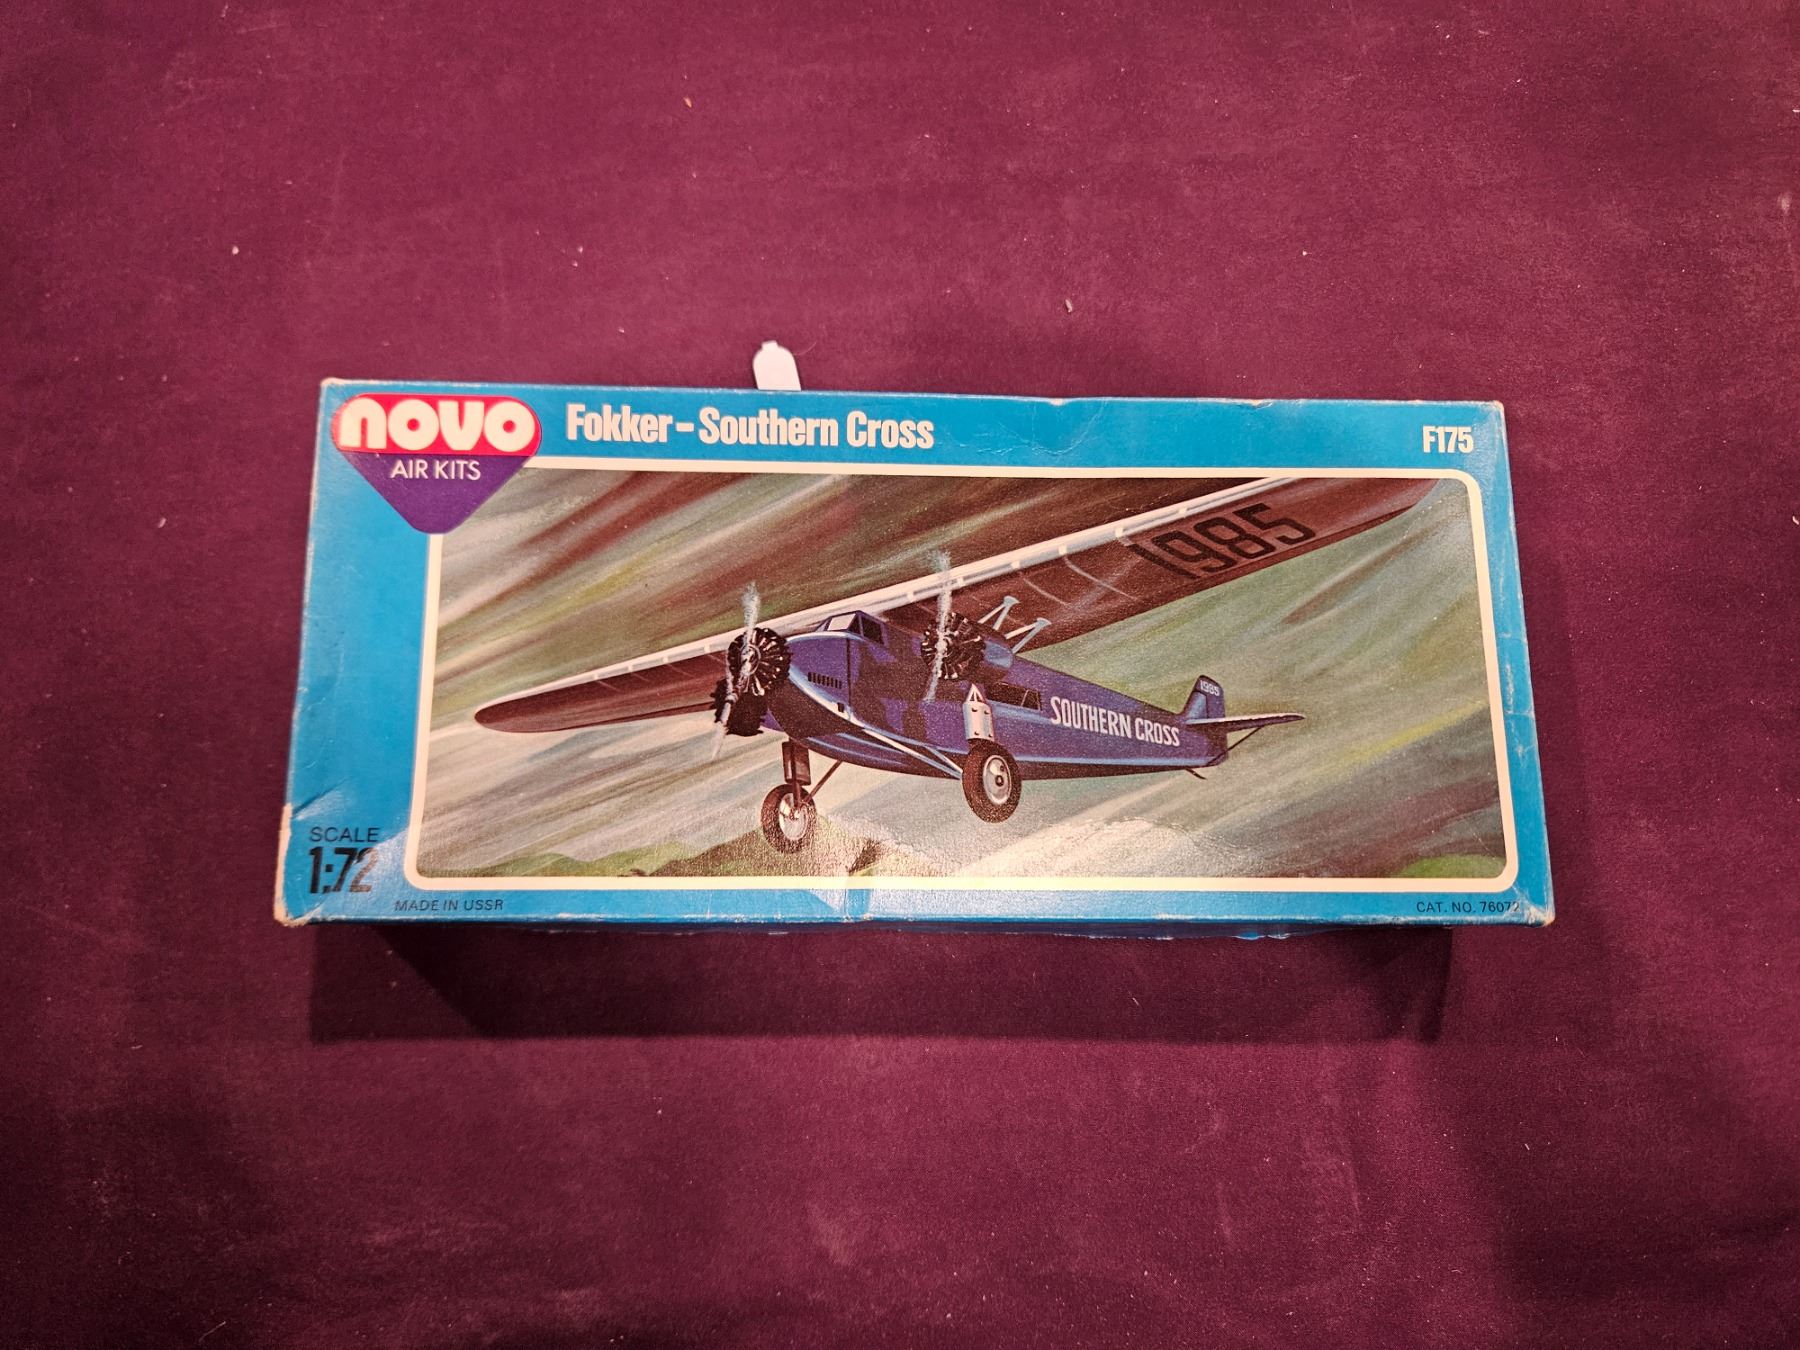 novo
AIR KITS
Fokker-Southern Cross
F175
1985
1985
SOUTHERN CROSS
SCALE
1:72
MADE IN USSR
CAT. NO. 76072